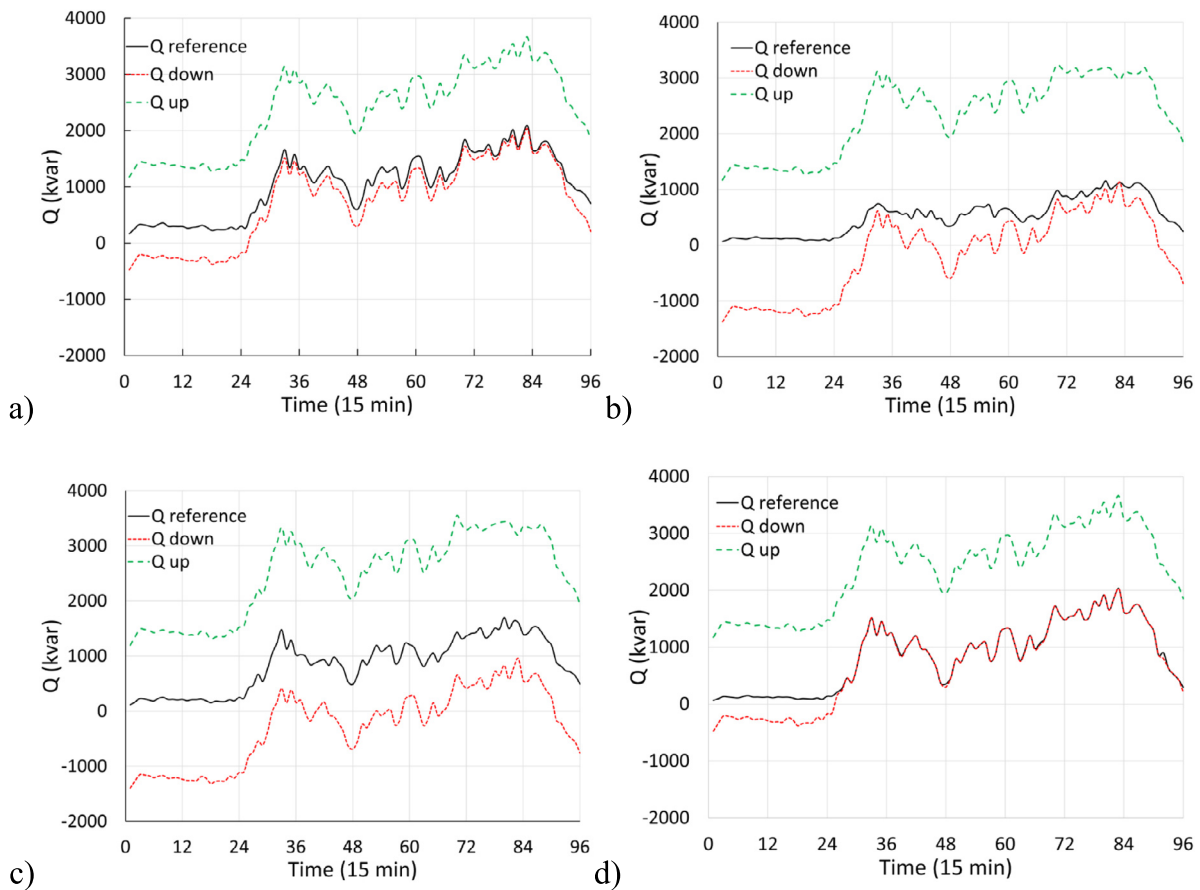 4000
3000
2000
1000
0
-1000
-2000
Q (kvar)
Q reference
Q down
Q up
0 12 24 36 48 60 72 84 96
Time (15 min)
a)
4000
3000
2000
1000
0
-1000
-2000
Q (kvar)
Q reference
Q down
Q up
0 12 24 36 48 60 72 84 96
Time (15 min)
b)
4000
3000
2000
1000
0
-1000
-2000
Q (kvar)
Q reference
Q down
Q up
0 12 24 36 48 60 72 84 96
Time (15 min)
c)
4000
3000
2000
1000
0
-1000
-2000
Q (kvar)
Q reference
Q down
Q up
0 12 24 36 48 60 72 84 96
Time (15 min)
d)